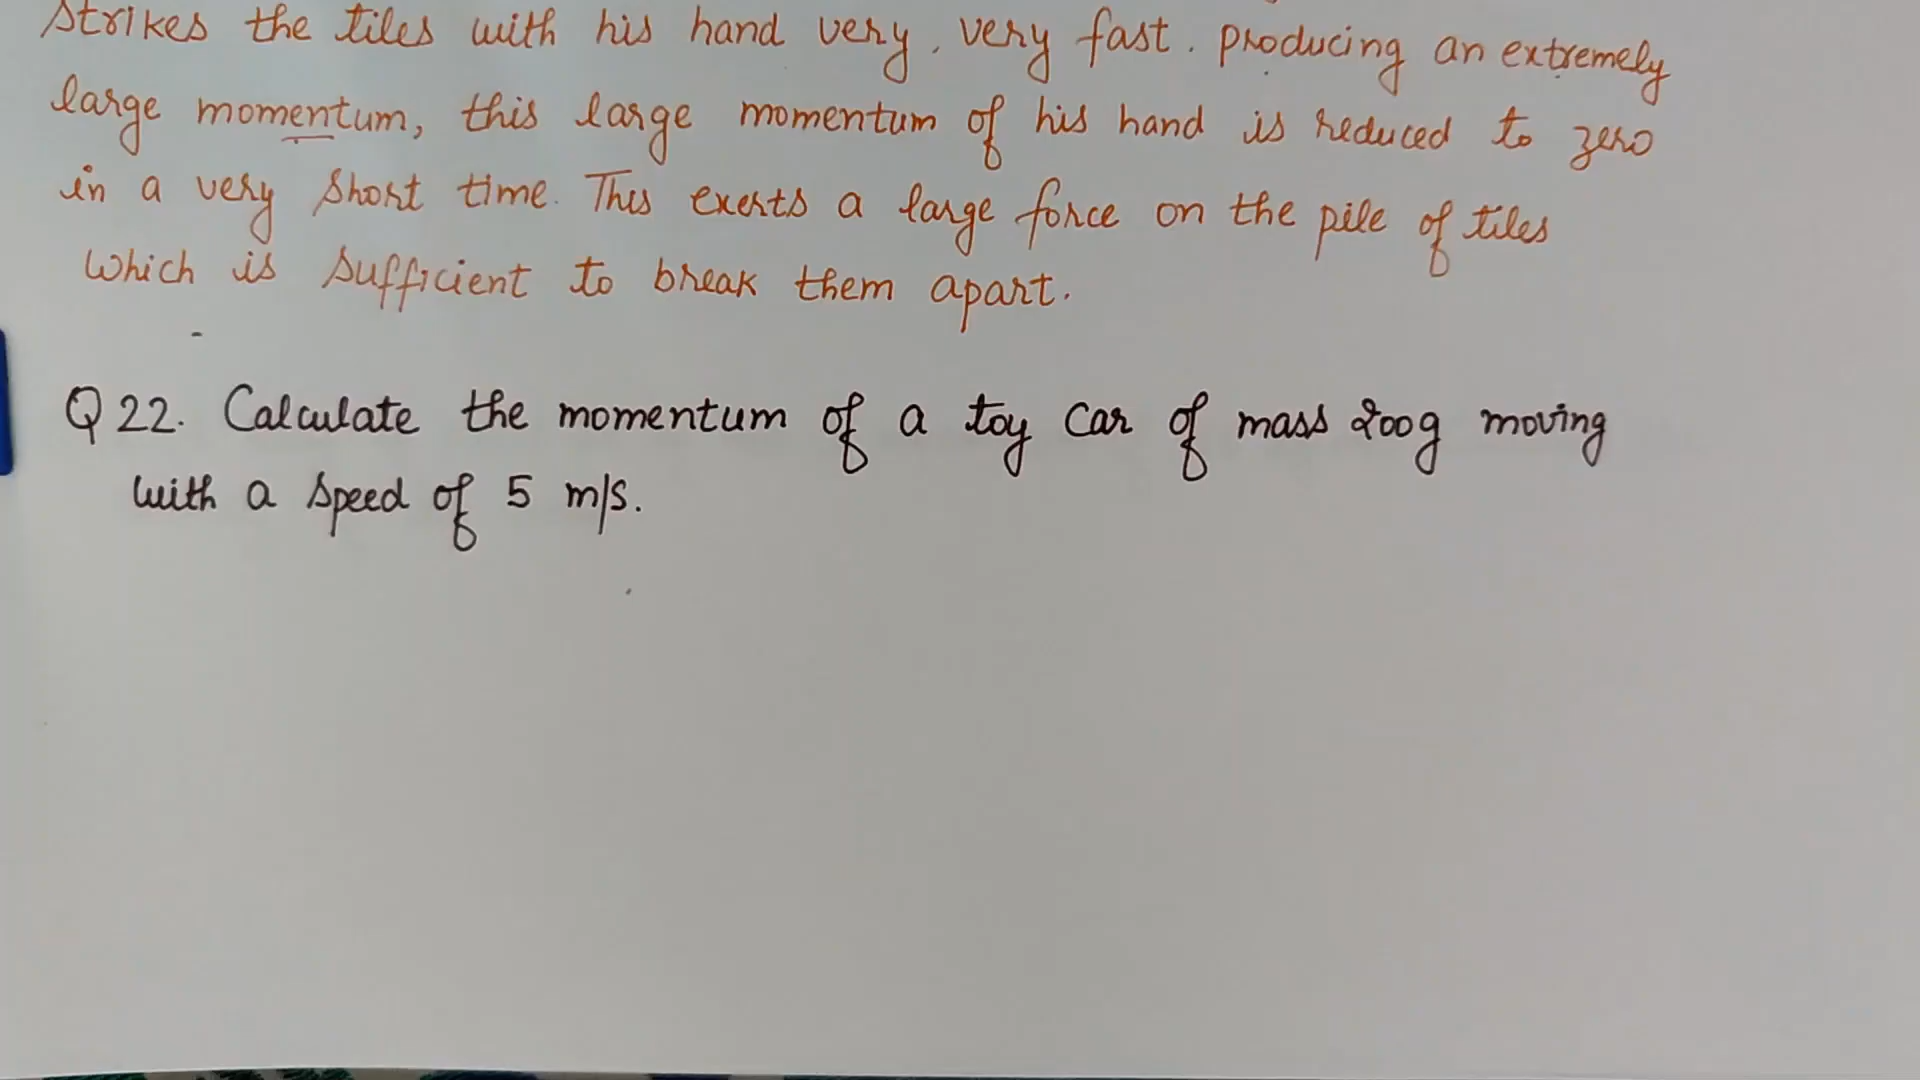 strikes the tiles with his hand very, very fast. producing an extremely
large momentum, this large momentum of his hand is reduced to zero
in a very short time. This exerts a large force on the pile of tiles
which is sufficient to break them apart.
Q22. Calculate the momentum of a toy car of mass 200g moving
with a speed of 5 m/s.